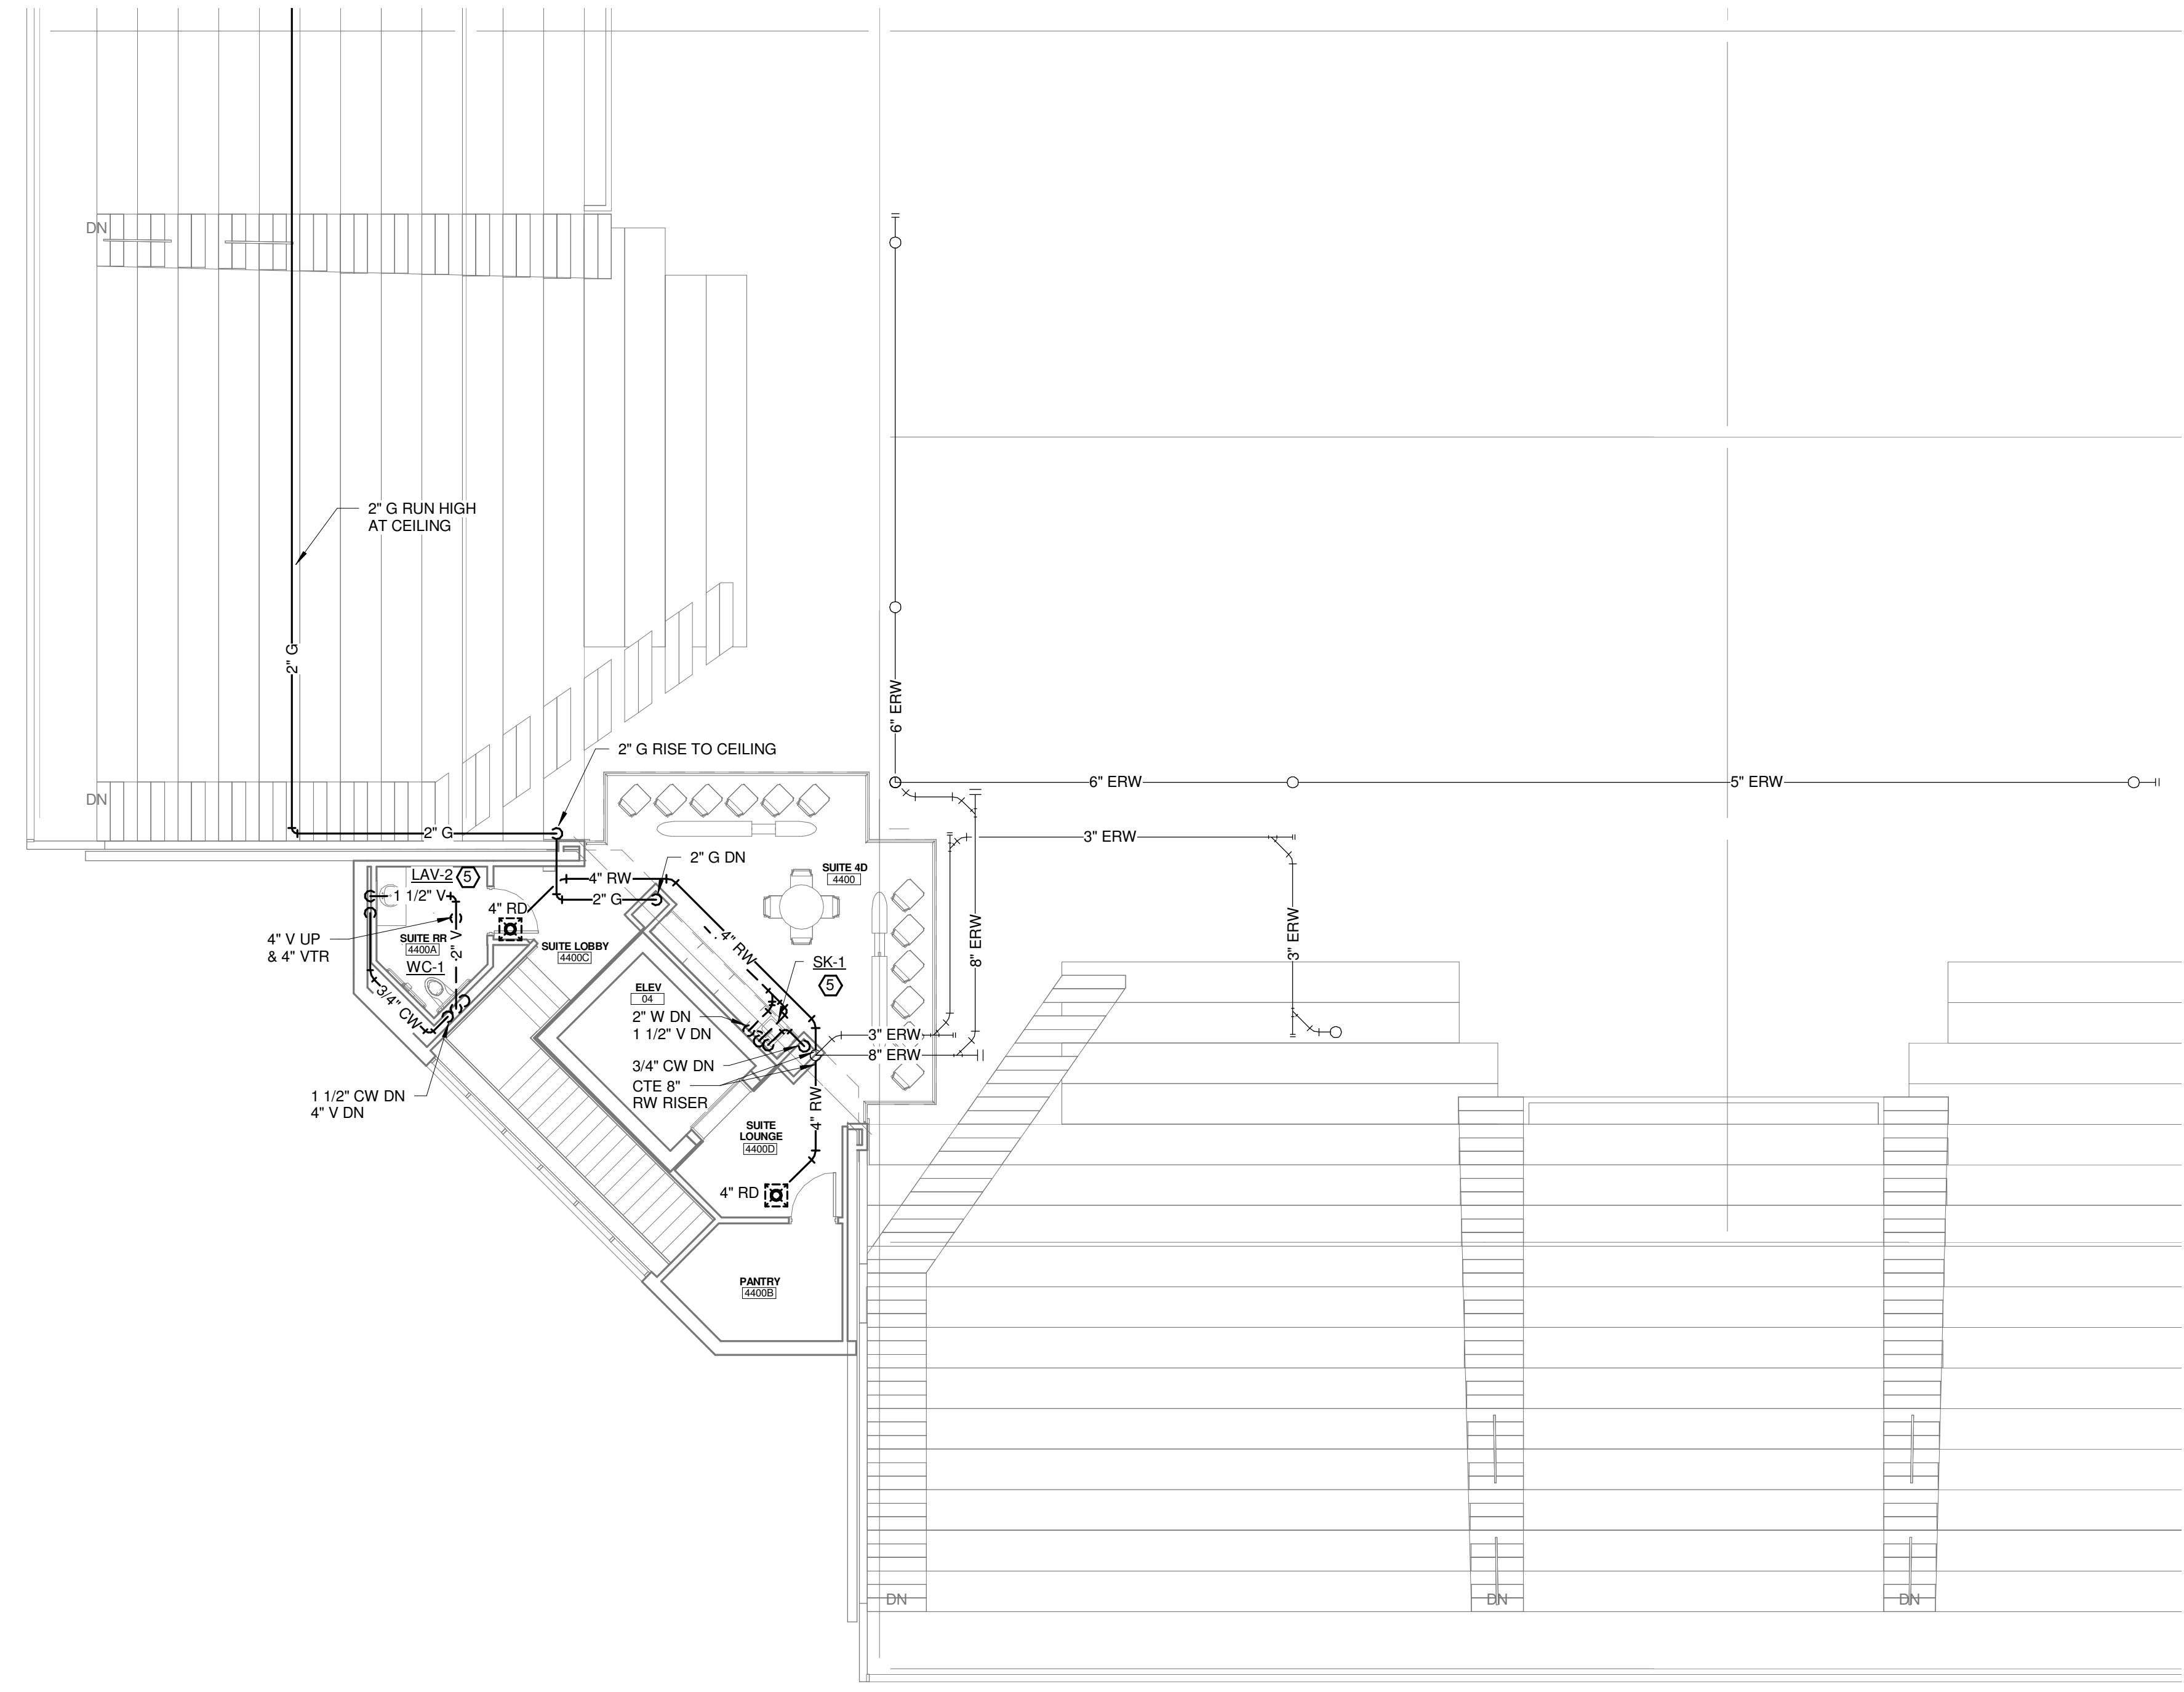 DN
2" G RUN HIGH
AT CEILING
2" G
6" ERW
2" G RISE TO CEILING
6" ERW
5" ERW
DN
2" G
3" ERW
2" G DN
SUITE 4D
4400
LAV-2
5
4" RW
1 1/2" V
2" G
4" RD
4" V UP
& 4" VTR
SUITE RR
4400A
2" V
SUITE LOBBY
4400C
4" RW
8" ERW
3" ERW
WC-1
SK-1
5
3/4" CW
ELEV
04
2" W DN
1 1/2" V DN
3" ERW
8" ERW
3/4" CW DN
CTE 8"
RW RISER
1 1/2" CW DN
4" V DN
4" RW
SUITE
LOUNGE
4400D
4" RD
PANTRY
4400B
DN
DN
DN